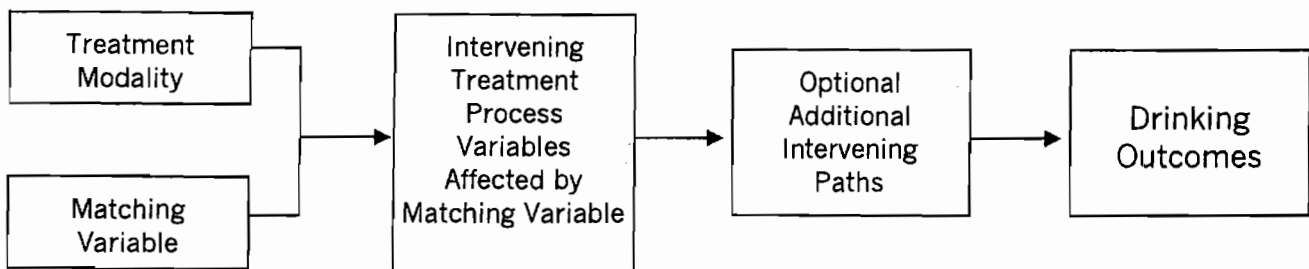 Treatment
Modality
Matching
Variable
Intervening
Treatment
Process
Variables
Affected by
Matching Variable
Optional
Additional
Intervening
Paths
Drinking
Outcomes